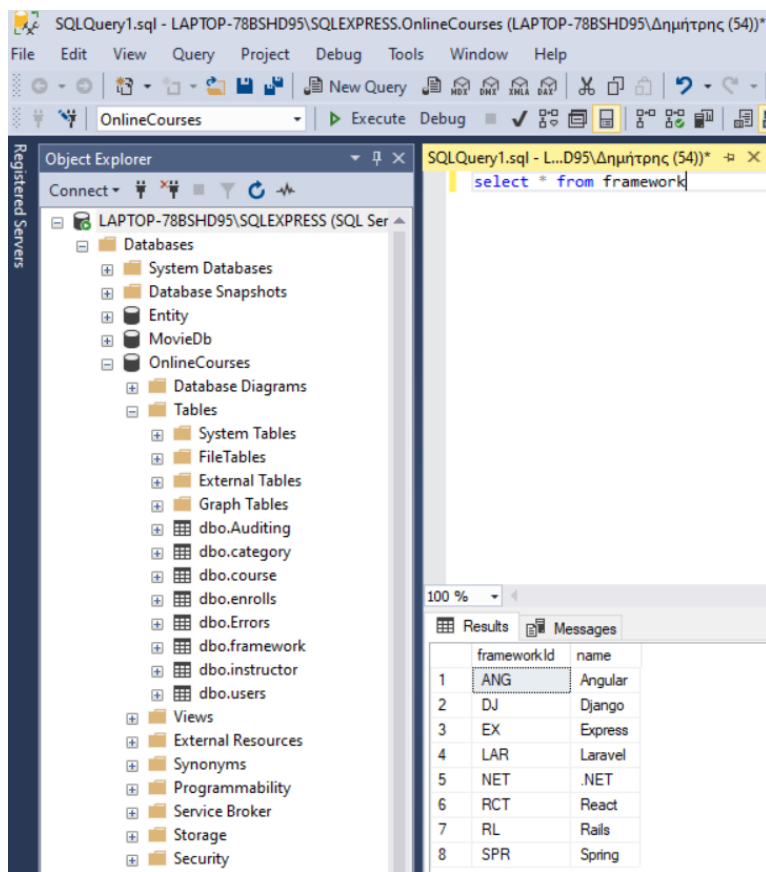 SQLQuery1.sql - LAPTOP-78BSHD95\SQLEXPRESS.OnlineCourses (LAPTOP-78BSHD95\Δημήτρης (54))*
File Edit View Query Project Debug Tools Window Help
New Query MDX DMX XMLA DAX
OnlineCourses Execute Debug
Registered Servers
Object Explorer
Connect
LAPTOP-78BSHD95\SQLEXPRESS (SQL Ser
Databases
System Databases
Database Snapshots
Entity
MovieDb
OnlineCourses
Database Diagrams
Tables
System Tables
FileTables
External Tables
Graph Tables
dbo.Auditing
dbo.category
dbo.course
dbo.enrolls
dbo.Errors
dbo.framework
dbo.instructor
dbo.users
Views
External Resources
Synonyms
Programmability
Service Broker
Storage
Security
SQLQuery1.sql - L...D95\Δημήτρης (54))*
select * from framework
100 %
Results Messages
frameworkId name
1 ANG Angular
2 DJ Django
3 EX Express
4 LAR Laravel
5 NET .NET
6 RCT React
7 RL Rails
8 SPR Spring